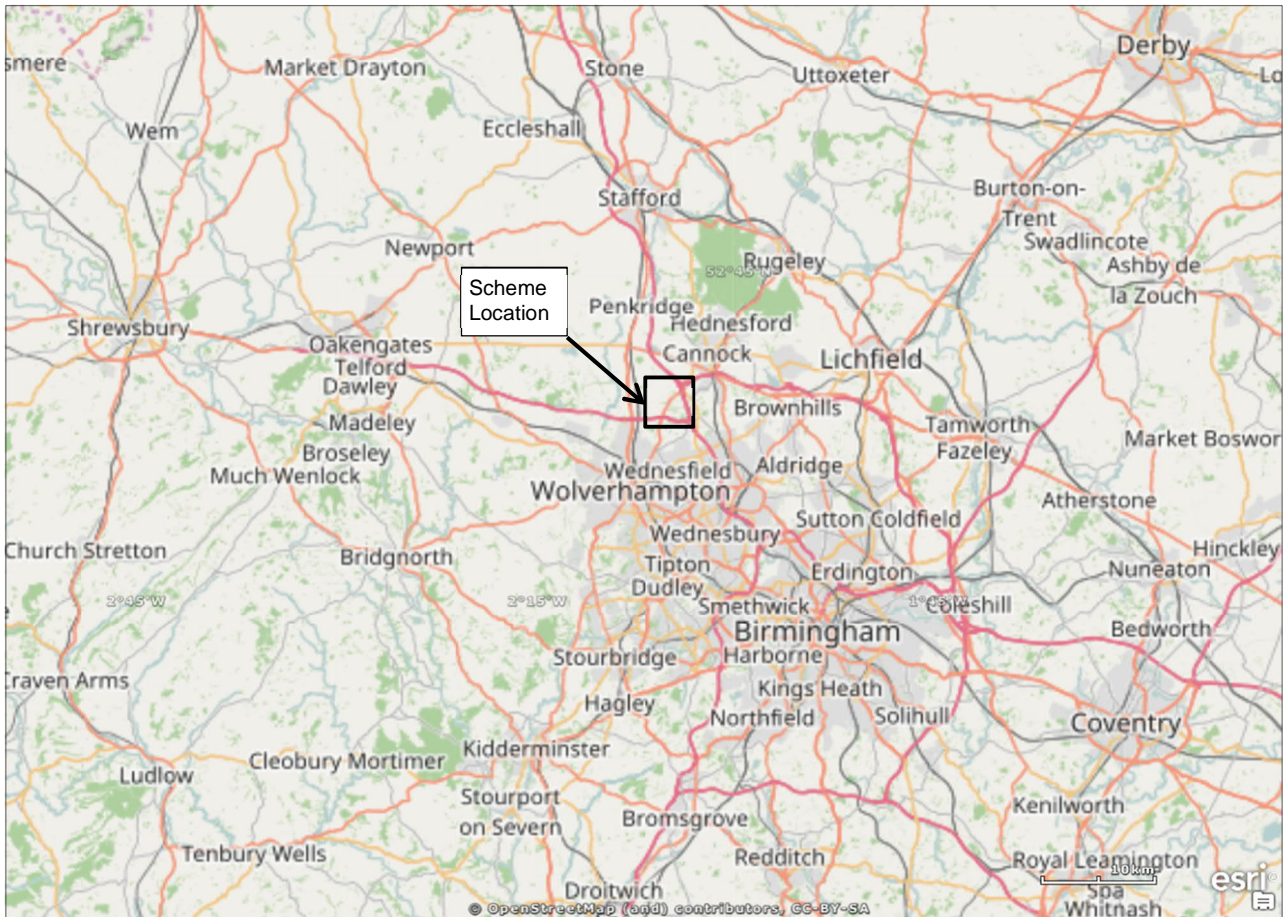 Derby
smere
Market Drayton
Stone
Uttoxeter
Lo
Wem
Eccleshall
Stafford
Burton-on-
Trent
Newport
Swadlincote
Rugeley
52°45'N
Ashby de
la Zouch
Scheme
Location
Penkridge
Hednesford
Shrewsbury
Oakengates
Cannock
Lichfield
Telford
Dawley
Brownhills
Madeley
Tamworth
Fazeley
Market Boswor
Broseley
Much Wenlock
Wednesfield
Aldridge
Wolverhampton
Atherstone
Sutton Coldfield
Wednesbury
Church Stretton
Bridgnorth
Hinckley
Tipton
Erdington
Nuneaton
Dudley
2°45'W
2°15'W
Smethwick
Coleshill
Birmingham
Bedworth
Stourbridge
Harborne
Craven Arms
Kings Heath
Hagley
Northfield
Solihull
Coventry
Kidderminster
Cleobury Mortimer
Ludlow
Stourport
on Severn
Kenilworth
Bromsgrove
Tenbury Wells
Redditch
Royal Leamington
Spa
10km
esri
Droitwich
Whitnash
© OpenStreetMap (and) contributors, CC-BY-SA